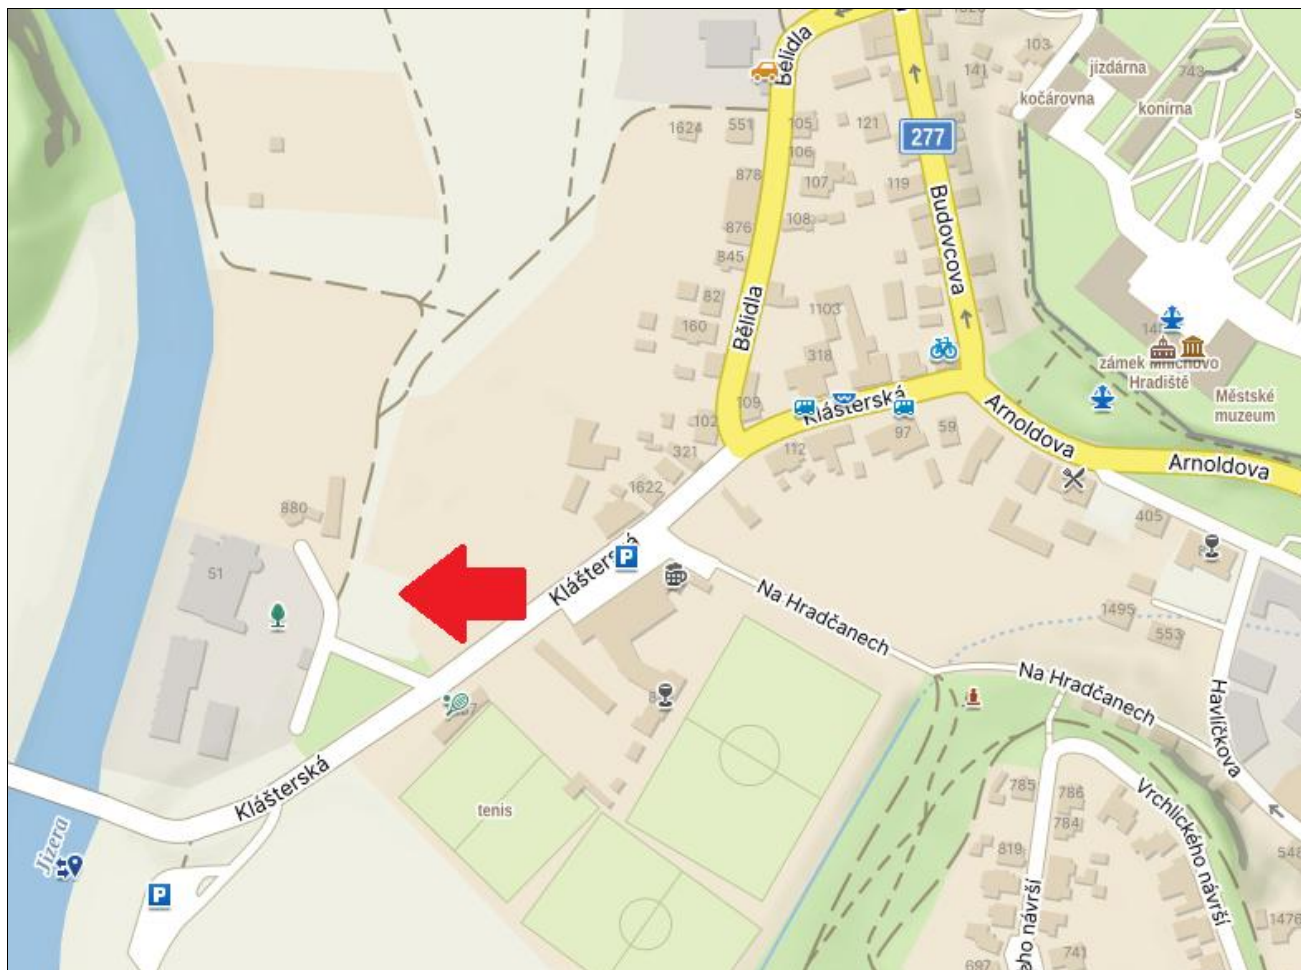 Bělidla
103
141
jízdárna
743
kočárovna
konírna
1624
551
105
121
277
106
878
107
119
108
Budovcova
876
845
82
1103
Bělidla
160
318
zámek Mnichovo
Hradiště
Městské
muzeum
109
Klášterská
102
97
59
Arnoldova
Arnoldova
321
112
1622
880
405
51
Klášterská
Na Hradčanech
1495
553
Na Hradčanech
Havlíčkova
Klášterská
785
786
Vrchlického návrší
784
tenis
Jizera
819
548
1476
741
697
ého návrší
P
P